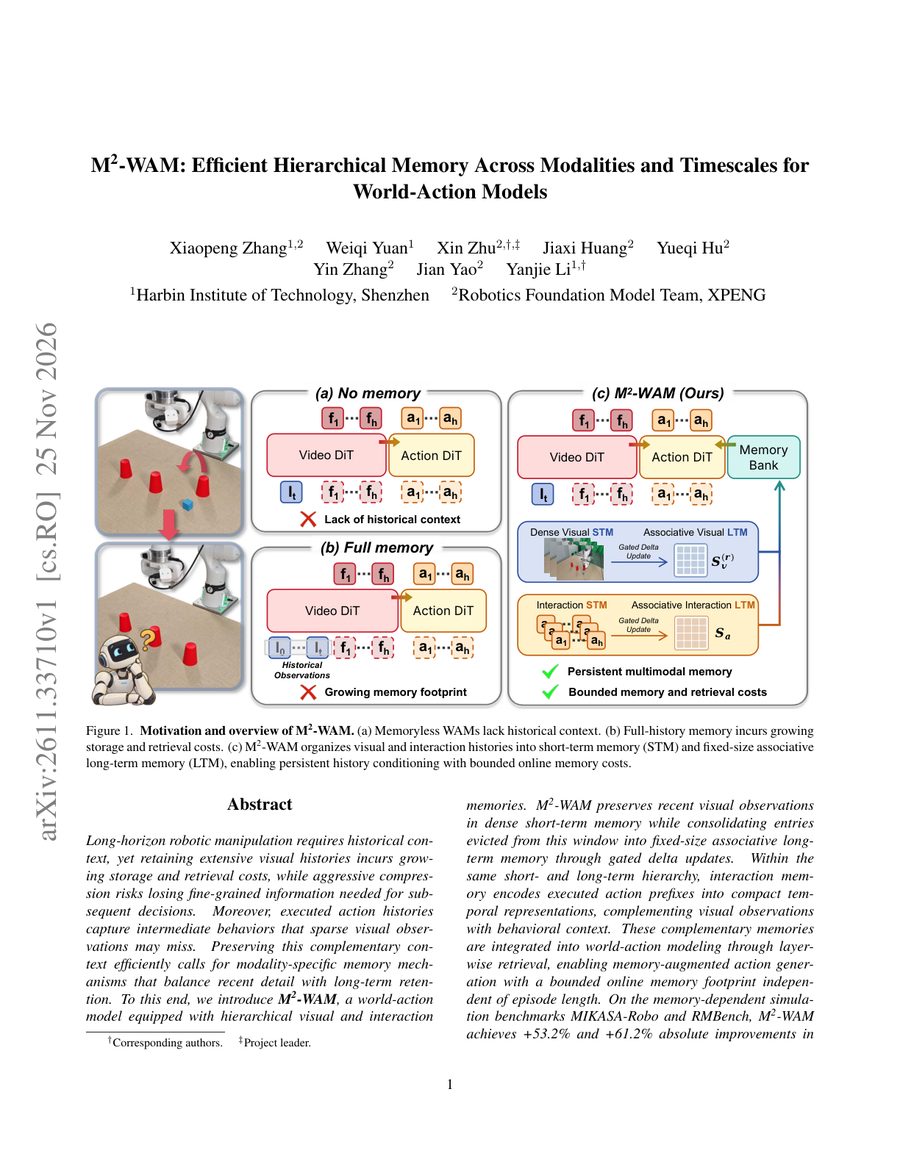 M²-WAM: Efficient Hierarchical Memory Across Modalities and Timescales for
World-Action Models
Xiaopeng Zhang1,2 Weiqi Yuan1 Xin Zhu2,†,‡ Jiaxi Huang2 Yueqi Hu2
Yin Zhang2 Jian Yao2 Yanjie Li1,†
1Harbin Institute of Technology, Shenzhen 2Robotics Foundation Model Team, XPENG
arXiv:2611.33710v1 [cs.RO] 25 Nov 2026
?
(a) No memory
f1 ... fh a1 ... ah
Video DiT Action DiT
It f1 ... fh a1 ... ah
Lack of historical context
(b) Full memory
f1 ... fh a1 ... ah
Video DiT Action DiT
I0 ... It f1 ... fh a1 ... ah
Historical
Observations
Growing memory footprint
(c) M²-WAM (Ours)
f1 ... fh a1 ... ah
Video DiT Action DiT Memory
Bank
It f1 ... fh a1 ... ah
Dense Visual STM Associative Visual LTM
Gated Delta
Update
Sv(r)
Interaction STM Associative Interaction LTM
a1 ... ah
Gated Delta
Update
Sa
Persistent multimodal memory
Bounded memory and retrieval costs
Figure 1. Motivation and overview of M²-WAM. (a) Memoryless WAMs lack historical context. (b) Full-history memory incurs growing
storage and retrieval costs. (c) M²-WAM organizes visual and interaction histories into short-term memory (STM) and fixed-size associative
long-term memory (LTM), enabling persistent history conditioning with bounded online memory costs.
Abstract
Long-horizon robotic manipulation requires historical con-
text, yet retaining extensive visual histories incurs grow-
ing storage and retrieval costs, while aggressive compres-
sion risks losing fine-grained information needed for sub-
sequent decisions. Moreover, executed action histories
capture intermediate behaviors that sparse visual obser-
vations may miss. Preserving this complementary con-
text efficiently calls for modality-specific memory mech-
anisms that balance recent detail with long-term reten-
tion. To this end, we introduce M²-WAM, a world-action
model equipped with hierarchical visual and interaction
†Corresponding authors. ‡Project leader.
memories. M²-WAM preserves recent visual observations
in dense short-term memory while consolidating entries
evicted from this window into fixed-size associative long-
term memory through gated delta updates. Within the
same short- and long-term hierarchy, interaction mem-
ory encodes executed action prefixes into compact tem-
poral representations, complementing visual observations
with behavioral context. These complementary memories
are integrated into world-action modeling through layer-
wise retrieval, enabling memory-augmented action gener-
ation with a bounded online memory footprint indepen-
dent of episode length. On the memory-dependent simula-
tion benchmarks MIKASA-Robo and RMBench, M²-WAM
achieves +53.2% and +61.2% absolute improvements in
1